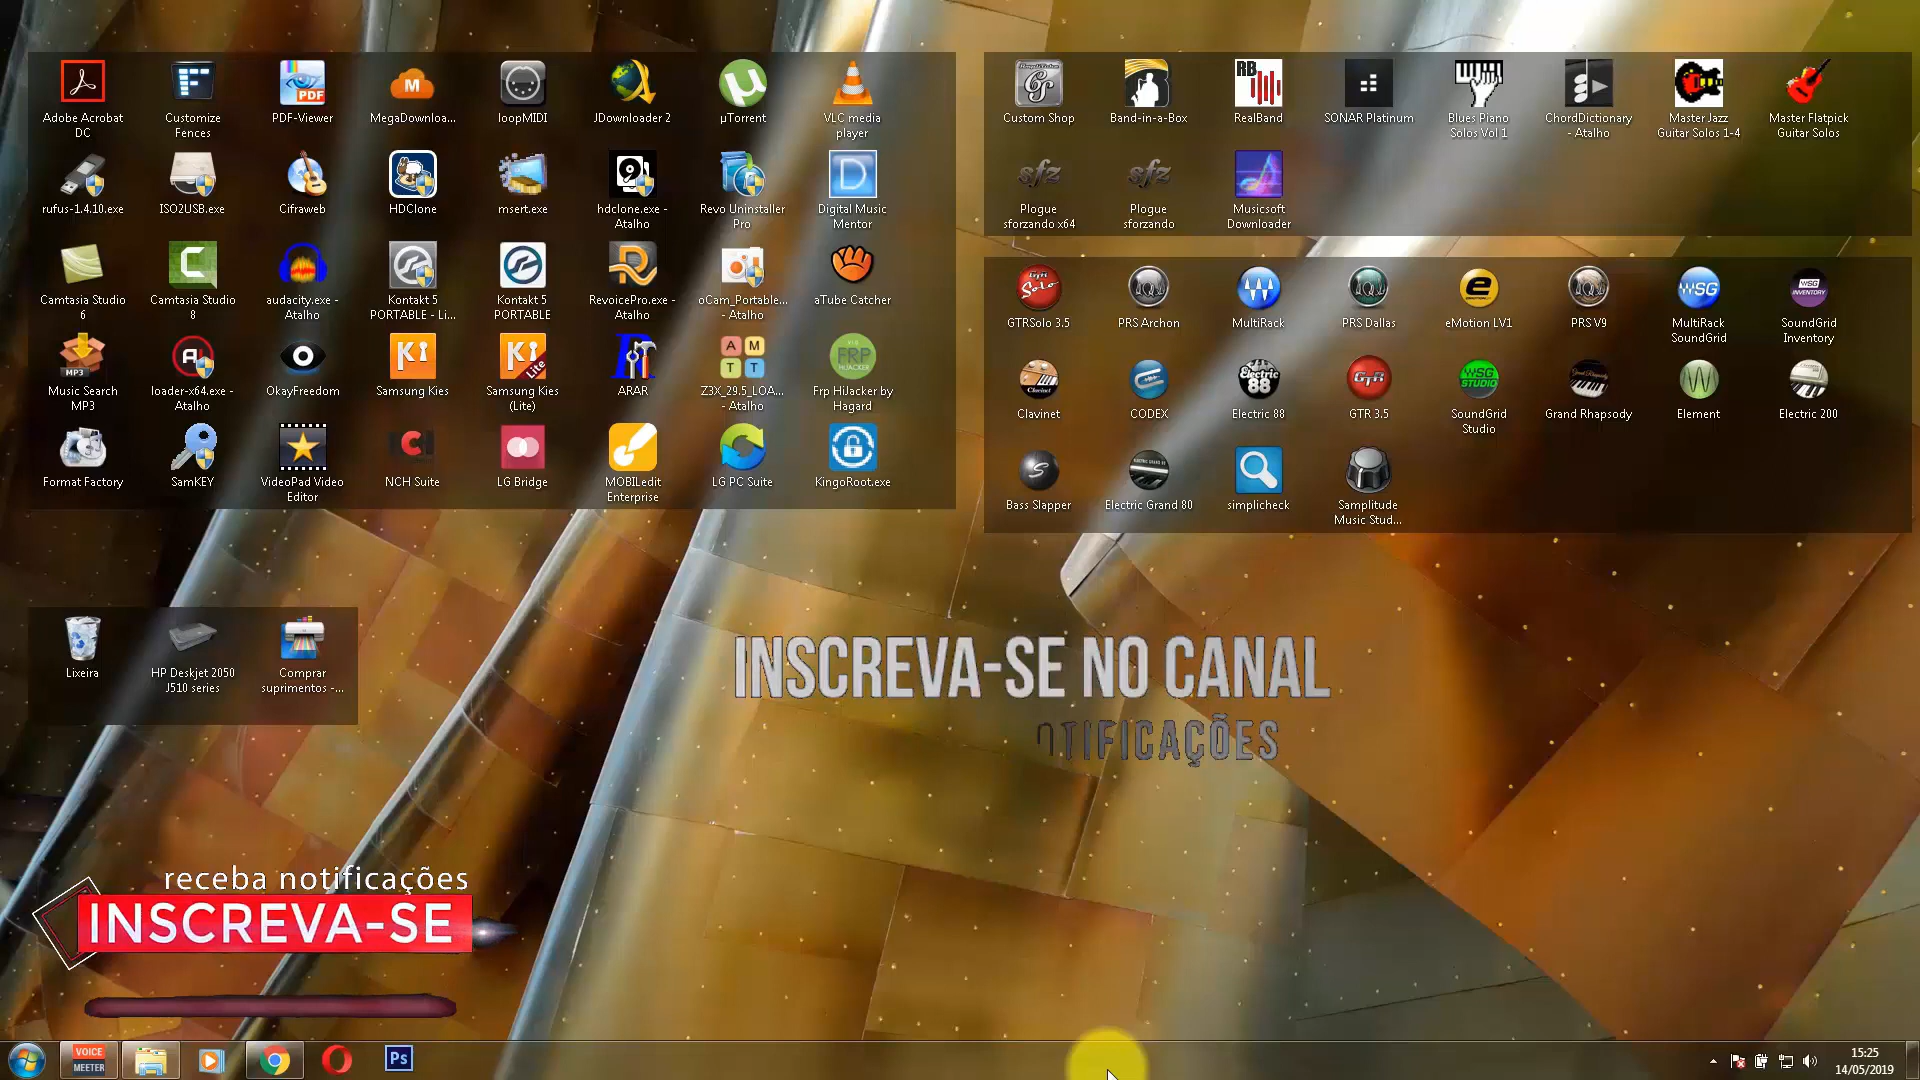 Adobe Acrobat DC
Customize Fences
PDF-Viewer
MegaDownloa...
loopMIDI
JDownloader 2
µTorrent
VLC media player
rufus-1.4.10.exe
ISO2USB.exe
Cifraweb
HDClone
msert.exe
hdclone.exe - Atalho
Revo Uninstaller Pro
Digital Music Mentor
Camtasia Studio 6
Camtasia Studio 8
audacity.exe - Atalho
Kontakt 5 PORTABLE - Li...
Kontakt 5 PORTABLE
RevoicePro.exe - Atalho
oCam_Portable... - Atalho
aTube Catcher
Music Search MP3
loader-x64.exe - Atalho
OkayFreedom
Samsung Kies
Samsung Kies (Lite)
ARAR
Z3X_29.5_LOA... - Atalho
Frp HiJacker by Hagard
Format Factory
SamKEY
VideoPad Video Editor
NCH Suite
LG Bridge
MOBILedit Enterprise
LG PC Suite
KingoRoot.exe
Custom Shop
Band-in-a-Box
RealBand
SONAR Platinum
Blues Piano Solos Vol 1
ChordDictionary - Atalho
Master Jazz Guitar Solos 1-4
Master Flatpick Guitar Solos
Plogue sforzando x64
Plogue sforzando
Musicsoft Downloader
GTRSolo 3.5
PRS Archon
MultiRack
PRS Dallas
eMotion LV1
PRS V9
MultiRack SoundGrid
SoundGrid Inventory
Clavinet
CODEX
Electric 88
GTR 3.5
SoundGrid Studio
Grand Rhapsody
Element
Electric 200
Bass Slapper
Electric Grand 80
simplicheck
Samplitude Music Stud...
Lixeira
HP Deskjet 2050 J510 series
Comprar suprimentos -...
INSCREVA-SE NO CANAL
OTIFICAÇÕES
receba notificações
INSCREVA-SE
VOICE MEETER
Ps
15:25
14/05/2019